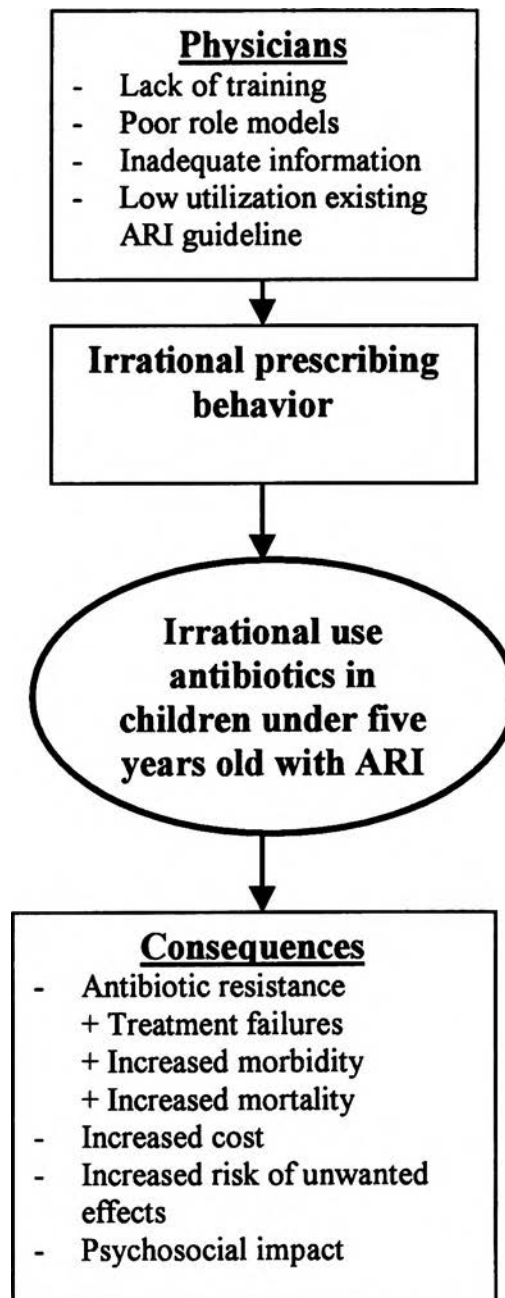 Physicians
- Lack of training
- Poor role models
- Inadequate information
- Low utilization existing
ARI guideline
Irrational prescribing
behavior
Irrational use
antibiotics in
children under five
years old with ARI
Consequences
- Antibiotic resistance
+ Treatment failures
+ Increased morbidity
+ Increased mortality
- Increased cost
- Increased risk of unwanted
effects
- Psychosocial impact